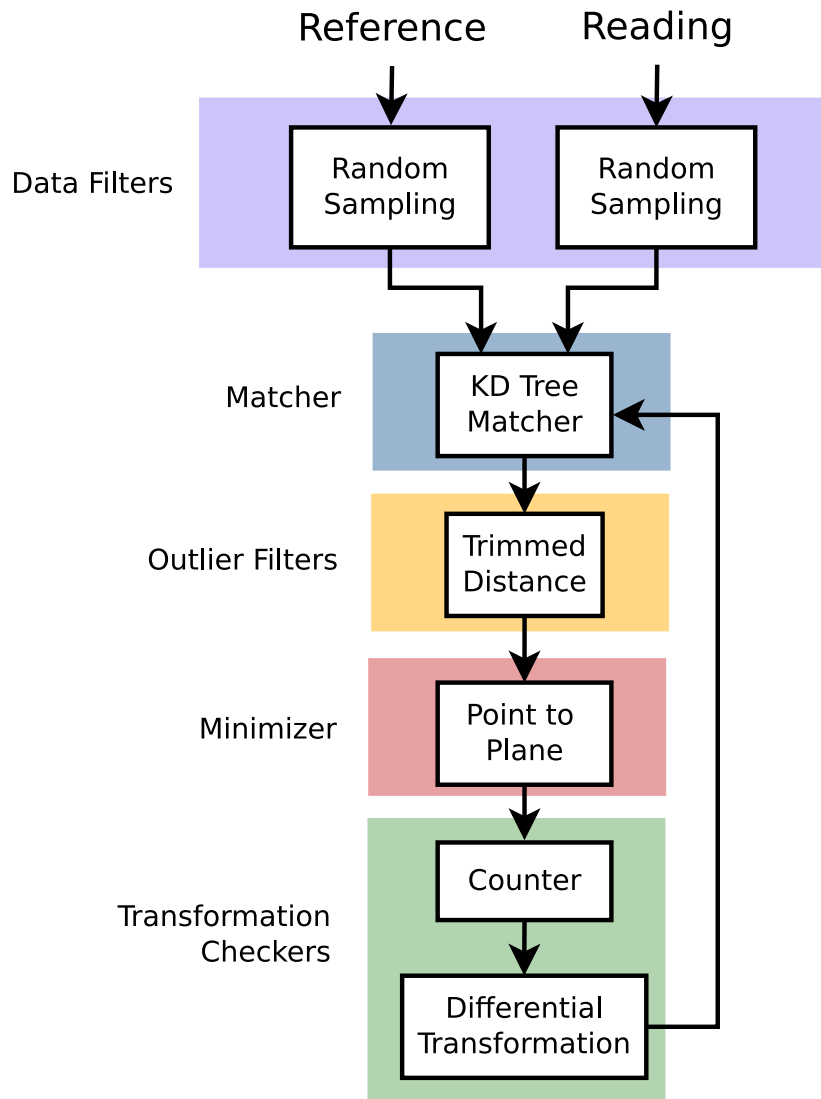 Reference
Reading
Data Filters
Random
Sampling
Random
Sampling
Matcher
KD Tree
Matcher
Outlier Filters
Trimmed
Distance
Minimizer
Point to
Plane
Transformation
Checkers
Counter
Differential
Transformation